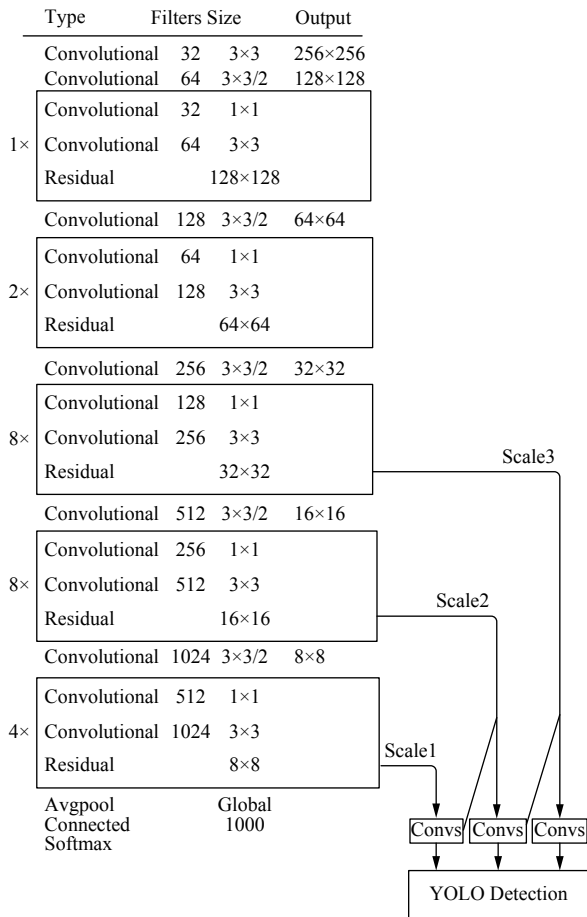 Type Filters Size Output
Convolutional 32 3×3 256×256
Convolutional 64 3×3/2 128×128
Convolutional 32 1×1
1× Convolutional 64 3×3
Residual 128×128
Convolutional 128 3×3/2 64×64
Convolutional 64 1×1
2× Convolutional 128 3×3
Residual 64×64
Convolutional 256 3×3/2 32×32
Convolutional 128 1×1
8× Convolutional 256 3×3
Residual 32×32
Scale3
Convolutional 512 3×3/2 16×16
Convolutional 256 1×1
8× Convolutional 512 3×3
Residual 16×16
Scale2
Convolutional 1024 3×3/2 8×8
Convolutional 512 1×1
4× Convolutional 1024 3×3
Residual 8×8
Scale1
Avgpool Global
Connected 1000
Softmax
Convs Convs Convs
YOLO Detection